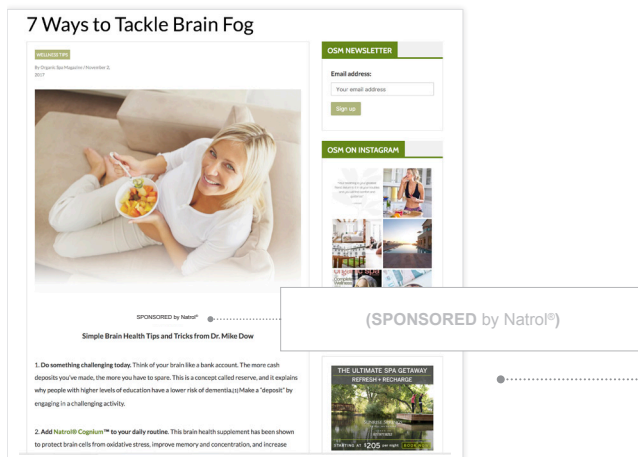 7 Ways to Tackle Brain Fog
WELLNESS TIPS
By Organic Spa Magazine / November 2,
2017
SPONSORED by Natrol®
Simple Brain Health Tips and Tricks from Dr. Mike Dow
1. Do something challenging today. Think of your brain like a bank account. The more cash
deposits you've made, the more you have to spare. This is a concept called reserve, and it explains
why people with higher levels of education have a lower risk of dementia.(1) Make a "deposit" by
engaging in a challenging activity.
2. Add Natrol® Cognium™ to your daily routine. This brain health supplement has been shown
to protect brain cells from oxidative stress, improve memory and concentration, and increase
OSM NEWSLETTER
Email address:
Your email address
Sign up
OSM ON INSTAGRAM
(SPONSORED by Natrol®)
THE ULTIMATE SPA GETAWAY
REFRESH + RECHARGE
STARTING AT $205 per night BOOK NOW